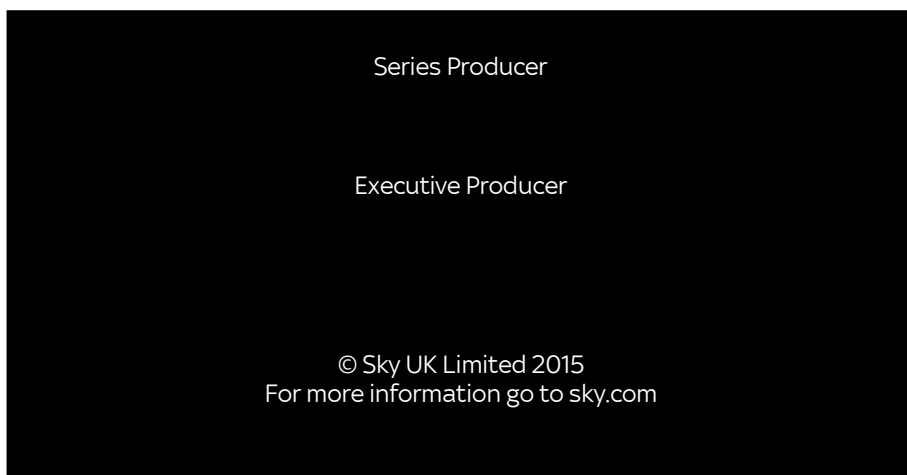 Series Producer
Executive Producer
© Sky UK Limited 2015
For more information go to sky.com